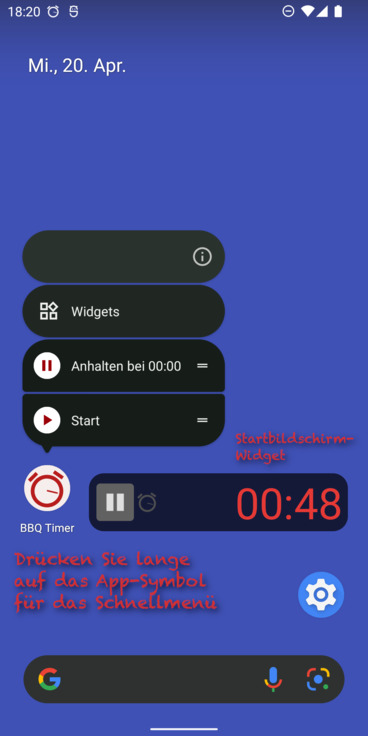 18:20
Mi., 20. Apr.
Widgets
Anhalten bei 00:00
Start
Startbildschirm-
Widget
BBQ Timer
00:48
Drücken Sie lange
auf das App-Symbol
für das Schnellmenü